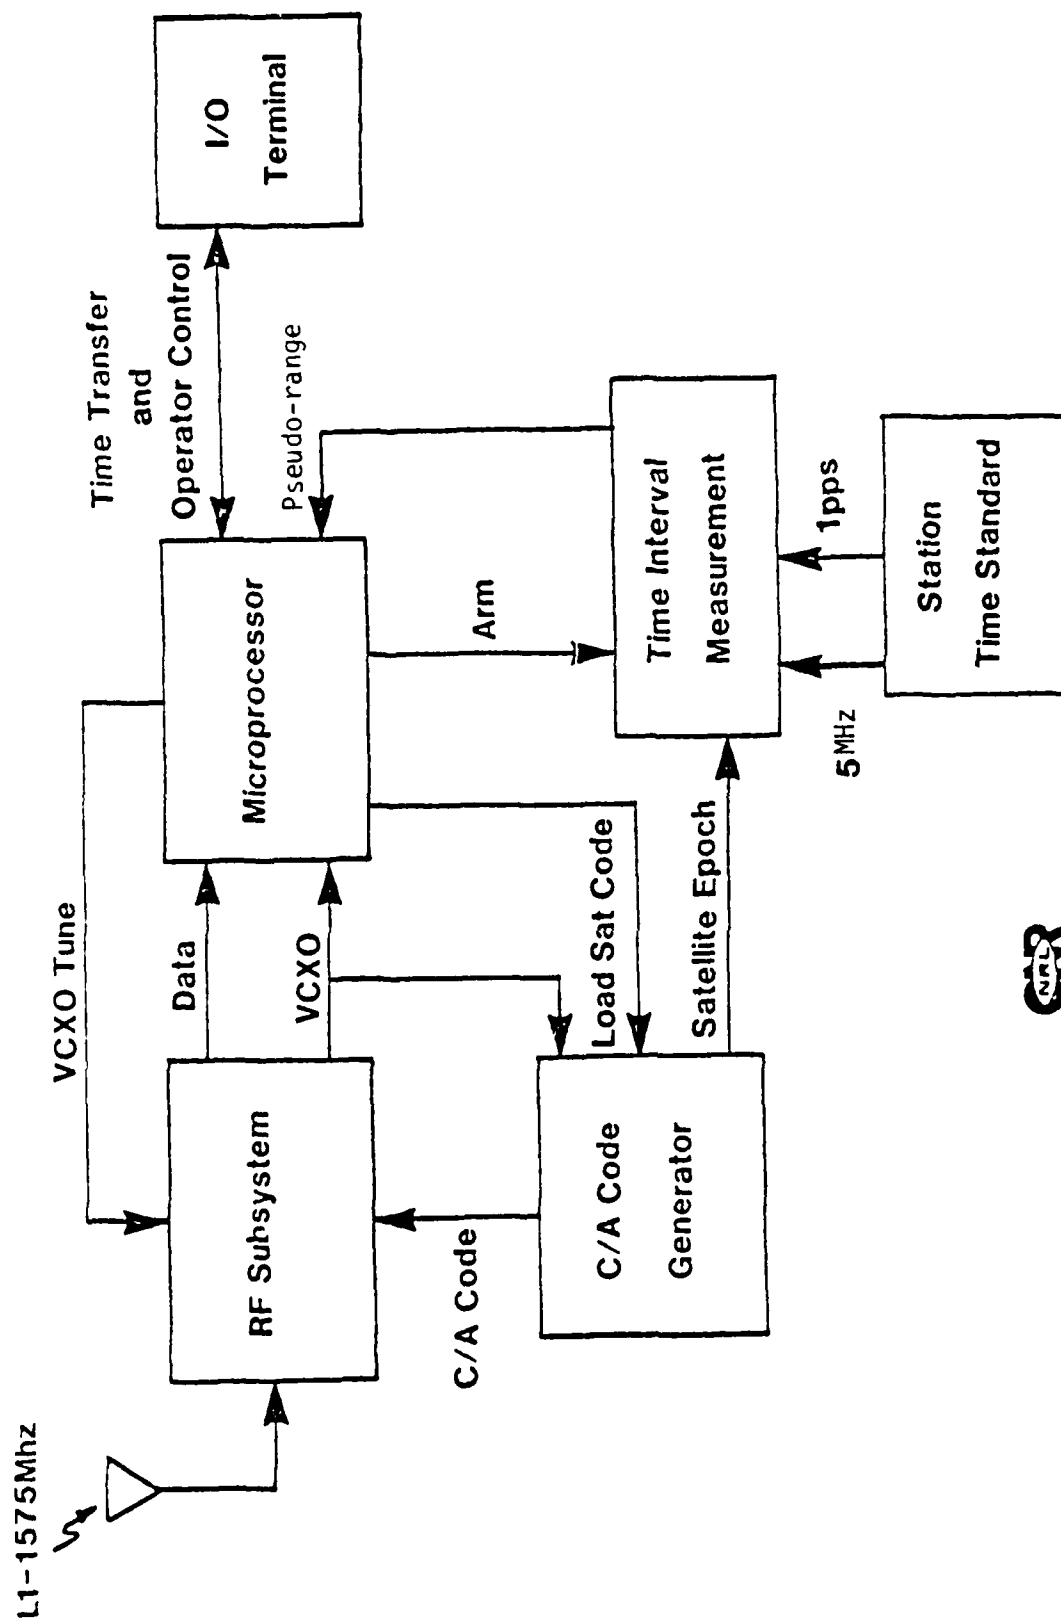 L1-1575Mhz
VCXO Tune
Time Transfer
and
Operator Control
RF Subsystem
Data
VCXO
Microprocessor
Pseudo-range
I/O
Terminal
C/A Code
Load Sat Code
Arm
C/A Code
Generator
Satellite Epoch
Time Interval
Measurement
5MHz
1pps
Station
Time Standard
NRL